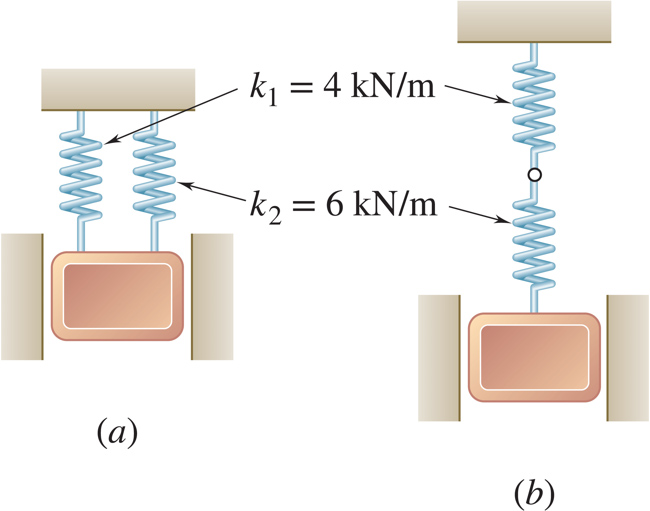 k₁ = 4 kN/m
k₂ = 6 kN/m
(a)
(b)